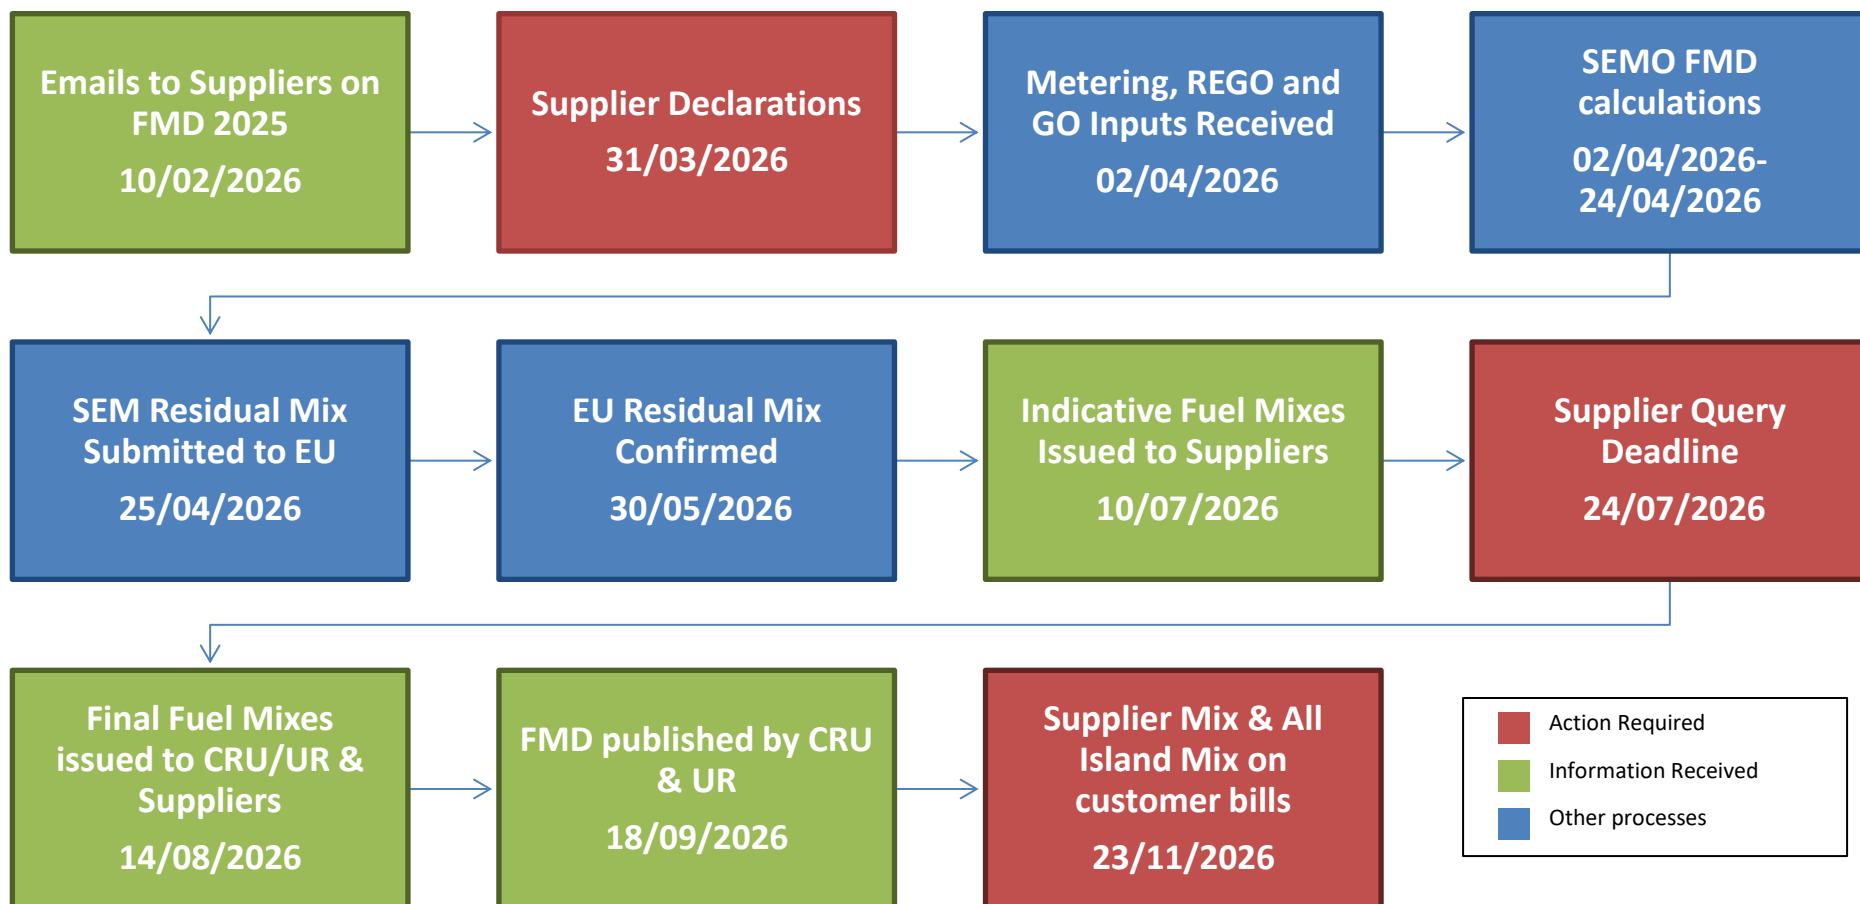 Emails to Suppliers on
FMD 2025
10/02/2026
Supplier Declarations
31/03/2026
Metering, REGO and
GO Inputs Received
02/04/2026
SEMO FMD
calculations
02/04/2026-
24/04/2026
SEM Residual Mix
Submitted to EU
25/04/2026
EU Residual Mix
Confirmed
30/05/2026
Indicative Fuel Mixes
Issued to Suppliers
10/07/2026
Supplier Query
Deadline
24/07/2026
Final Fuel Mixes
issued to CRU/UR &
Suppliers
14/08/2026
FMD published by CRU
& UR
18/09/2026
Supplier Mix & All
Island Mix on
customer bills
23/11/2026
Action Required
Information Received
Other processes